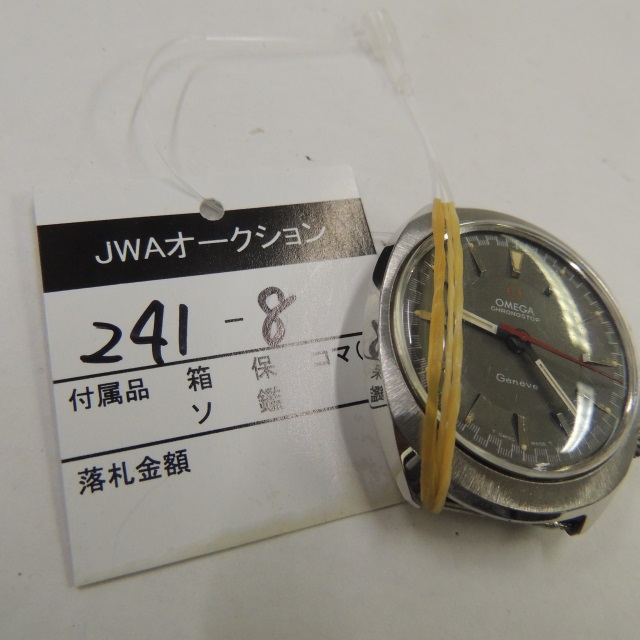 JWAオークション
241-8
付属品 箱 保 コマ(
ソ 鑑
落札金額
OMEGA
CHRONOSTOP
Genève